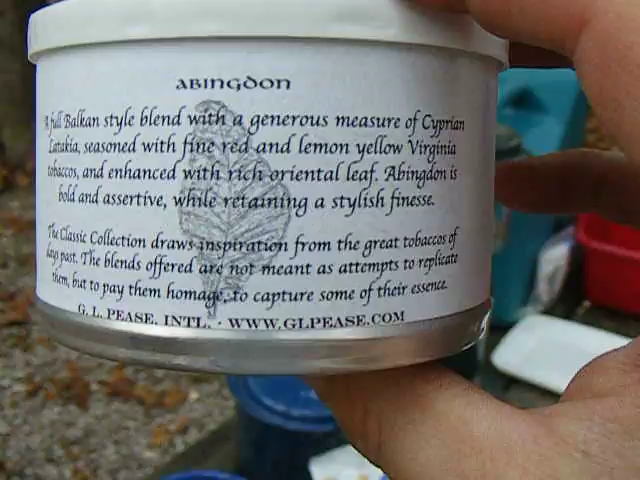 ABINGDON
A full Balkan style blend with a generous measure of Cyprian
Latakia, seasoned with fine red and lemon yellow Virginia
tobaccos, and enhanced with rich oriental leaf. Abingdon is
bold and assertive, while retaining a stylish finesse.
The Classic Collection draws inspiration from the great tobaccos of
days past. The blends offered are not meant as attempts to replicate
them, but to pay them homage, to capture some of their essence.
G. L. PEASE, INTL. · WWW.GLPEASE.COM